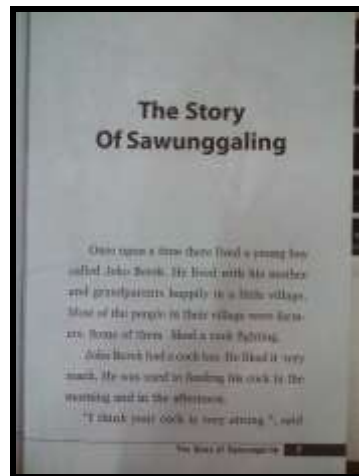 The Story
Of Sawunggaling
Once upon a time there lived a young boy
called Joko Berek. He lived with his mother
and grandparents happily in a little village.
Most of the people in their village were farm-
ers. Some of them liked a cock fighting.
Joko Berek had a cock too. He liked it very
much. He was used to feeding his cock in the
morning and in the afternoon.
"I think your cock is very strong ", said
The Story of Sawunggaling